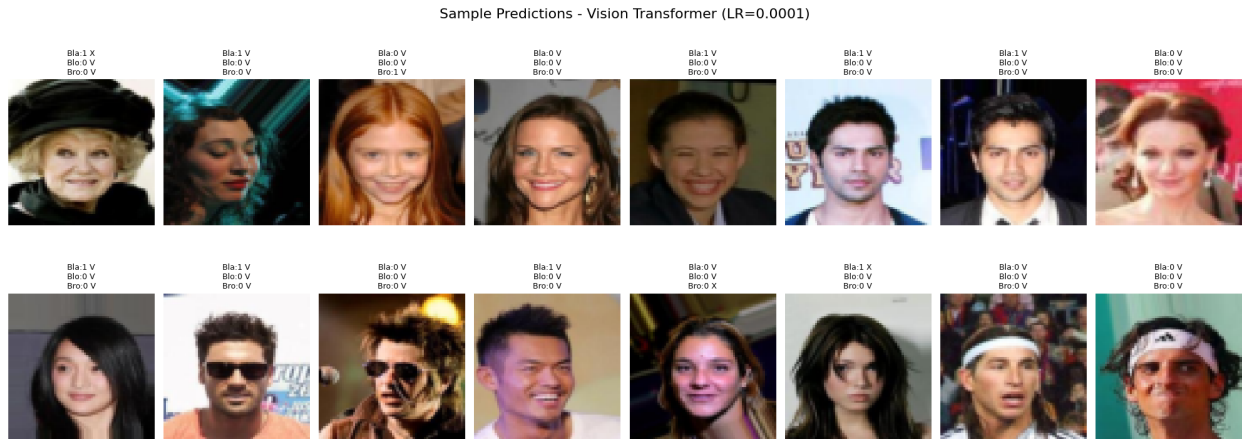 Sample Predictions - Vision Transformer (LR=0.0001)
Bla:1 X
Blo:0 V
Bro:0 V
Bla:1 V
Blo:0 V
Bro:0 V
Bla:0 V
Blo:0 V
Bro:1 V
Bla:0 V
Blo:0 V
Bro:0 V
Bla:1 V
Blo:0 V
Bro:0 V
Bla:1 V
Blo:0 V
Bro:0 V
Bla:1 V
Blo:0 V
Bro:0 V
Bla:0 V
Blo:0 V
Bro:0 V
Bla:1 V
Blo:0 V
Bro:0 V
Bla:1 V
Blo:0 V
Bro:0 V
Bla:0 V
Blo:0 V
Bro:0 V
Bla:1 V
Blo:0 V
Bro:0 V
Bla:0 V
Blo:0 V
Bro:0 X
Bla:1 X
Blo:0 V
Bro:0 V
Bla:0 V
Blo:0 V
Bro:0 V
Bla:0 V
Blo:0 V
Bro:0 V